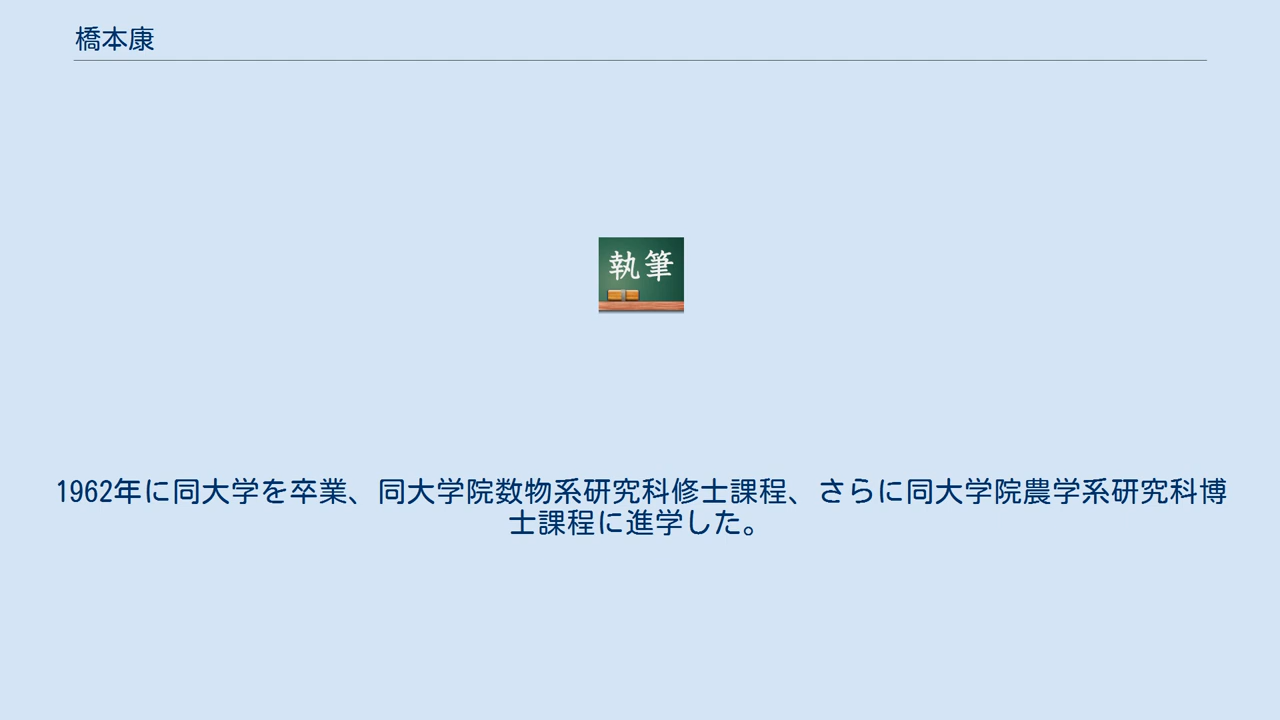 橋本康
執筆
1962年に同大学を卒業、同大学院数物系研究科修士課程、さらに同大学院農学系研究科博
士課程に進学した。